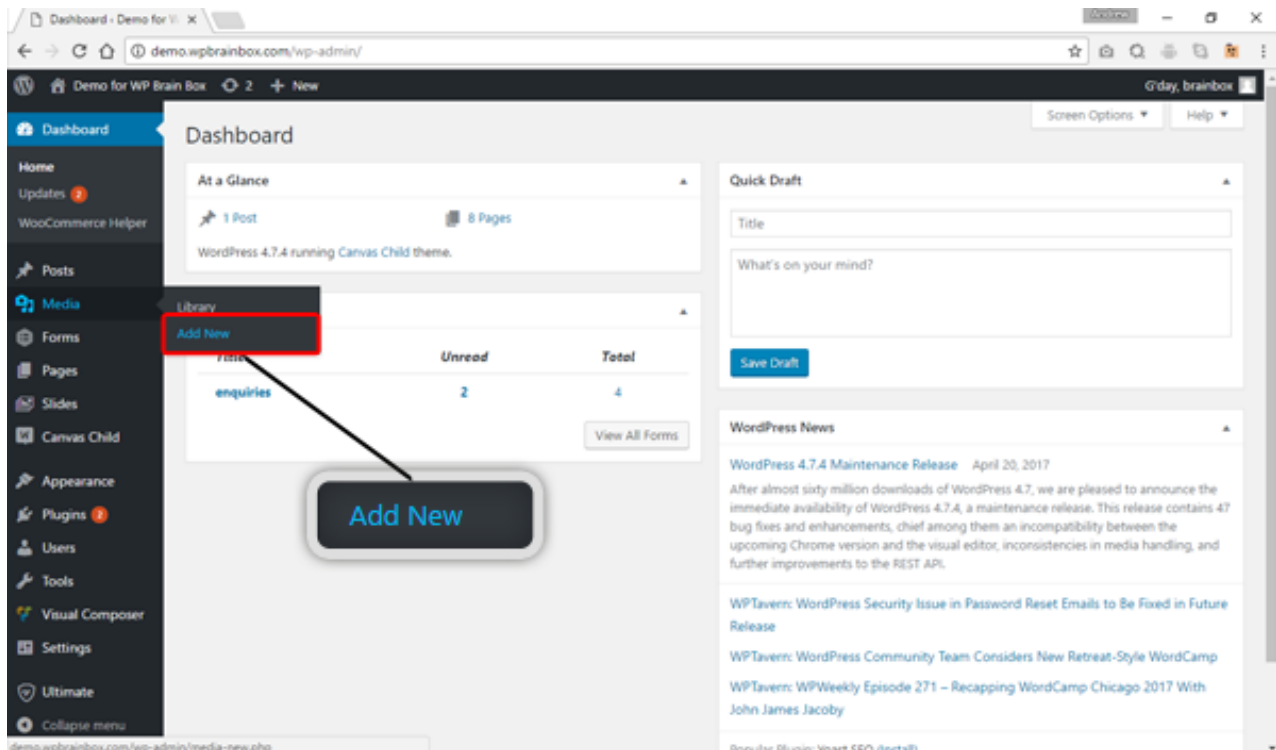 Dashboard ‹ Demo for W
demo.wpbrainbox.com/wp-admin/
Demo for WP Brain Box 2 New
G'day, brainbox
Dashboard
Home
Updates 2
WooCommerce Helper
Posts
Media
Forms
Pages
Slides
Canvas Child
Appearance
Plugins 2
Users
Tools
Visual Composer
Settings
Ultimate
Collapse menu
Library
Add New
Screen Options Help
Dashboard
At a Glance
1 Post 8 Pages
WordPress 4.7.4 running Canvas Child theme.
Title Unread Total
enquiries 2 4
View All Forms
Add New
Quick Draft
Title
What's on your mind?
Save Draft
WordPress News
WordPress 4.7.4 Maintenance Release April 20, 2017
After almost sixty million downloads of WordPress 4.7, we are pleased to announce the
immediate availability of WordPress 4.7.4, a maintenance release. This release contains 47
bug fixes and enhancements, chief among them an incompatibility between the
upcoming Chrome version and the visual editor, inconsistencies in media handling, and
further improvements to the REST API.
WPTavern: WordPress Security Issue in Password Reset Emails to Be Fixed in Future
Release
WPTavern: WordPress Community Team Considers New Retreat-Style WordCamp
WPTavern: WPWeekly Episode 271 – Recapping WordCamp Chicago 2017 With
John James Jacoby
Popular Plugin: Yoast SEO (Install)
demo.wpbrainbox.com/wp-admin/media-new.php